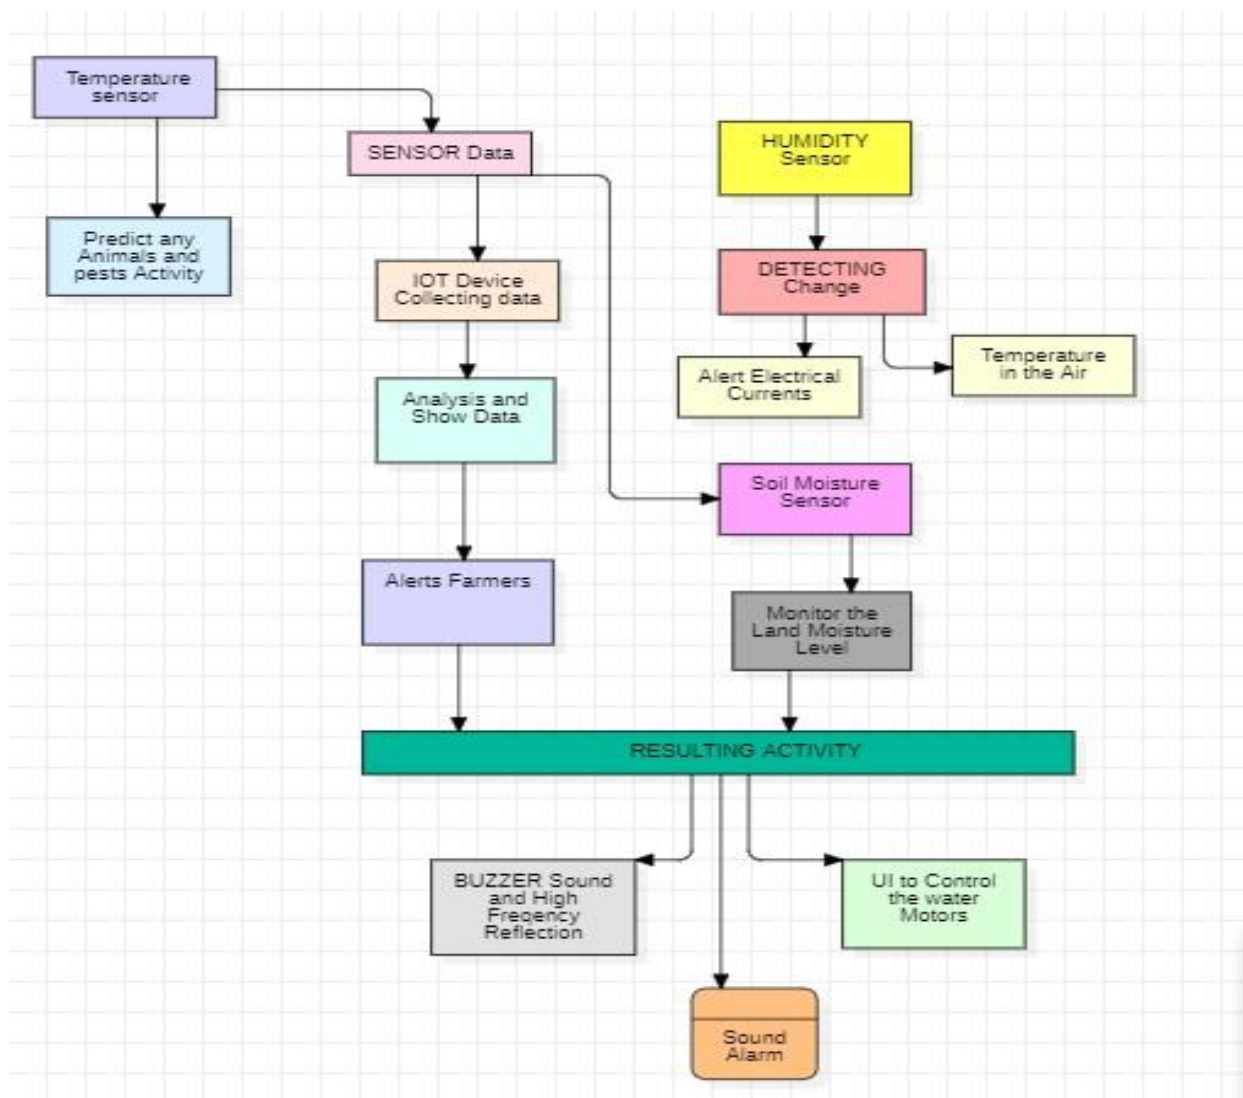 Temperature
sensor
SENSOR Data
HUMIDITY
Sensor
Predict any
Animals and
pests Activity
IOT Device
Collecting data
DETECTING
Change
Alert Electrical
Currents
Temperature
in the Air
Analysis and
Show Data
Soil Moisture
Sensor
Alerts Farmers
Monitor the
Land Moisture
Level
RESULTING ACTIVITY
BUZZER Sound
and High
Freqency
Reflection
UI to Control
the water
Motors
Sound
Alarm